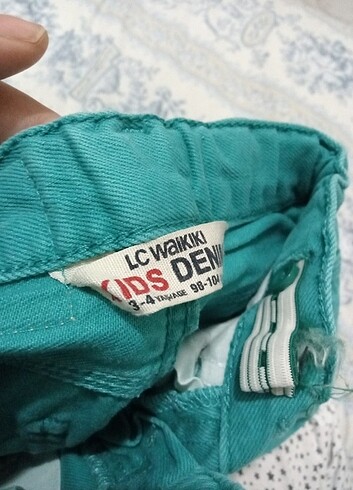 LC WAIKIKI
KIDS DENIM
3-4 YAŞ/AGE 98-104